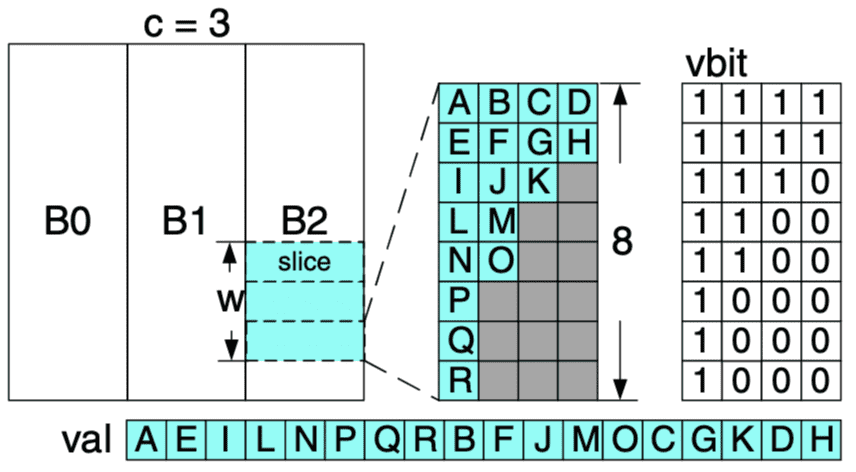 c = 3
B0 B1 B2
slice
w
A B C D
E F G H
I J K
L M
N O
P
Q
R
8
vbit
1 1 1 1
1 1 1 1
1 1 1 0
1 1 0 0
1 1 0 0
1 0 0 0
1 0 0 0
1 0 0 0
val A E I L N P Q R B F J M O C G K D H